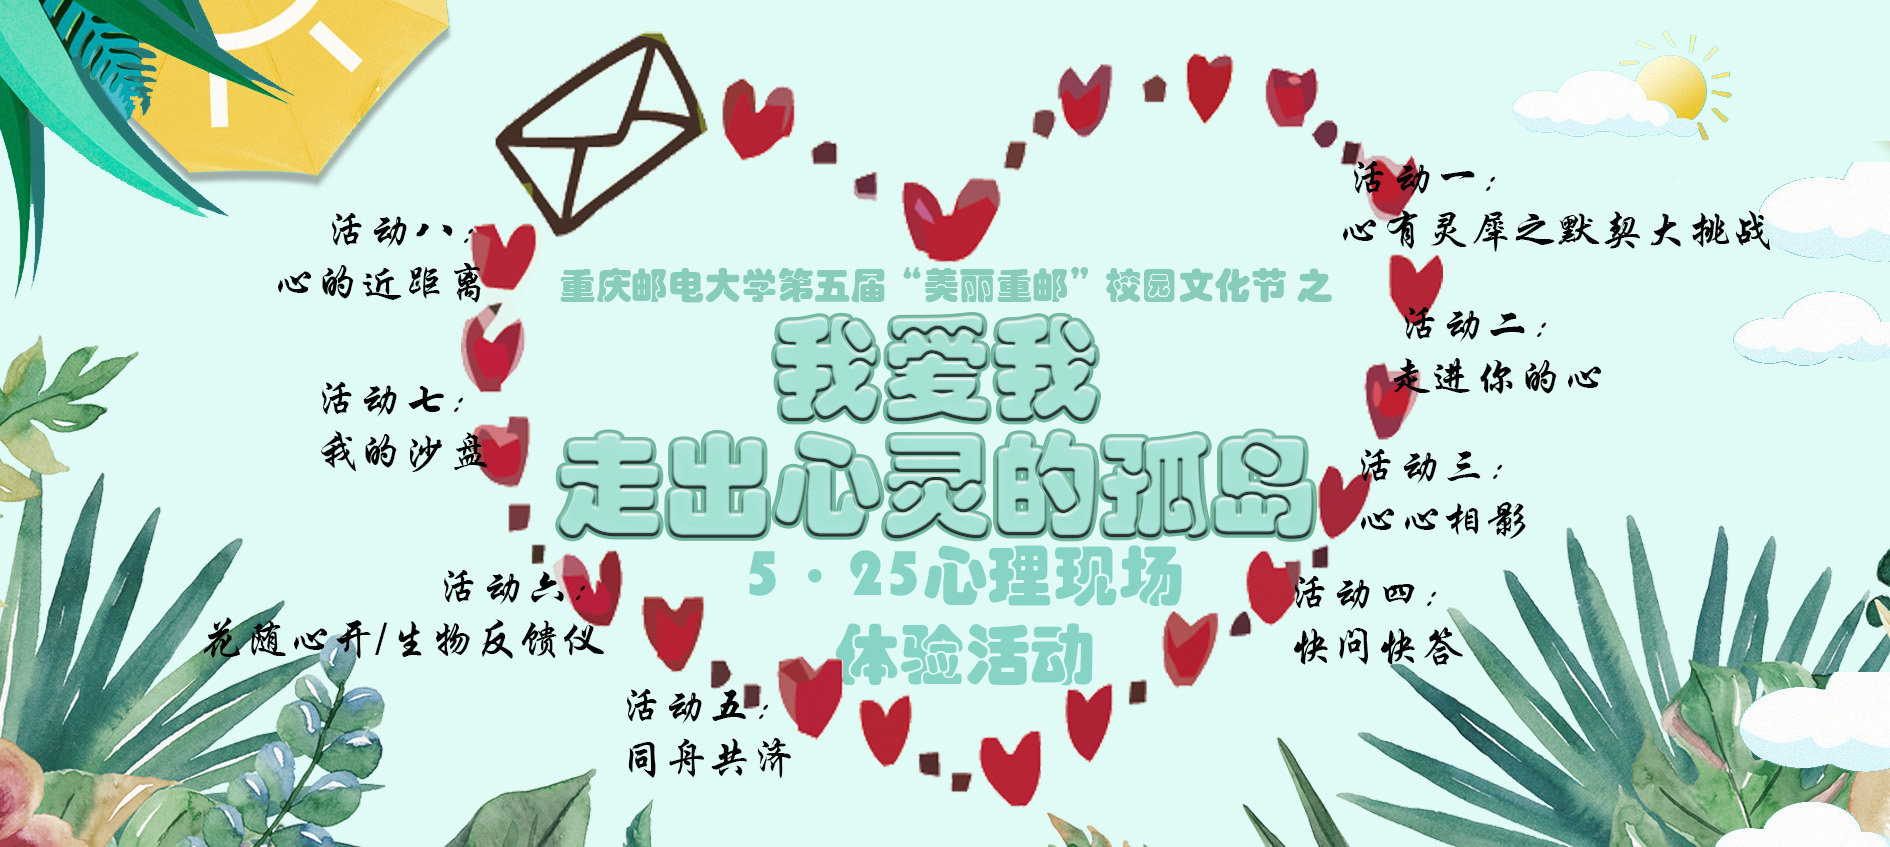 重庆邮电大学第五届“美丽重邮”校园文化节 之
我爱我
走出心灵的孤岛
5·25心理现场
体验活动
活动一：
心有灵犀之默契大挑战
活动二：
走进你的心
活动三：
心心相影
活动四：
快问快答
活动五：
同舟共济
活动六：
花随心开/生物反馈仪
活动七：
我的沙盘
活动八：
心的近距离